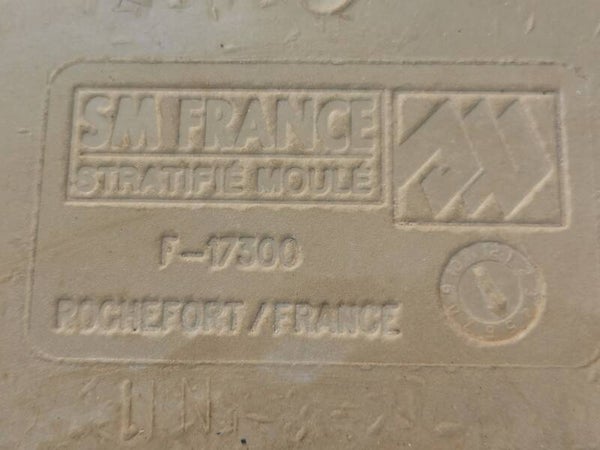 SM FRANCE
STRATIFIÉ MOULÉ
F-17300
ROCHEFORT/FRANCE